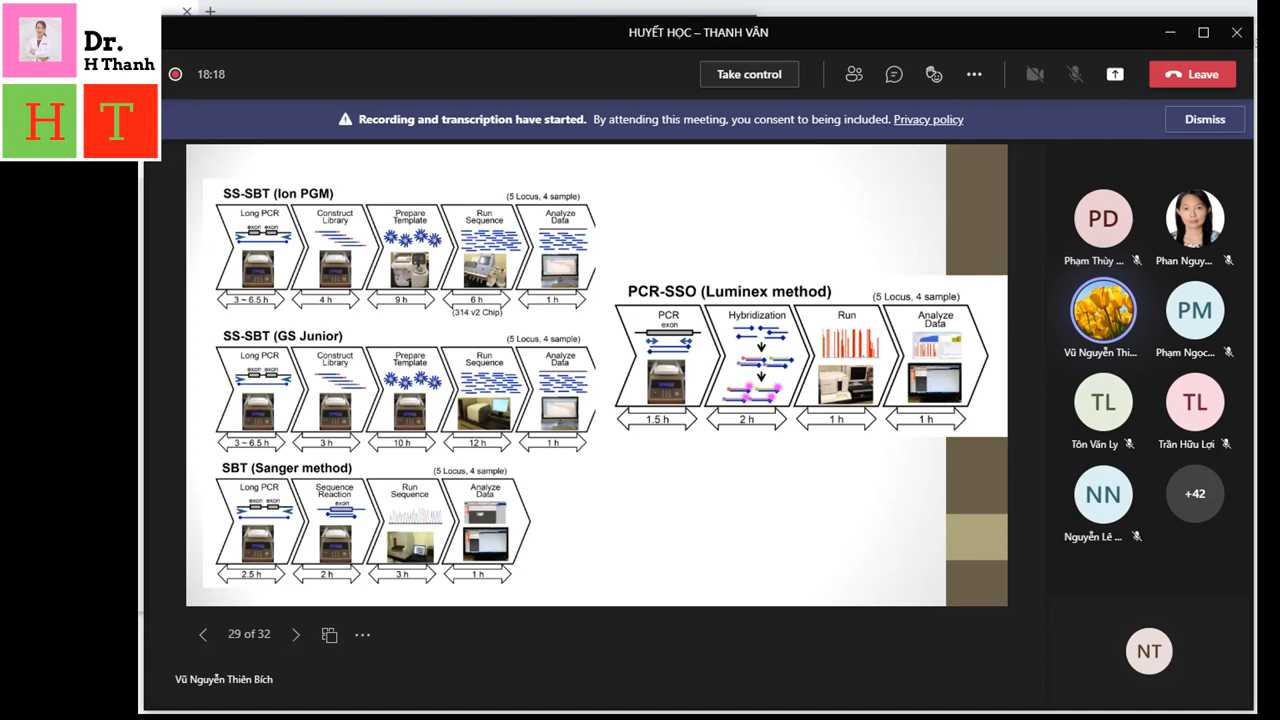 Dr.
H Thanh
H T
HUYẾT HỌC – THANH VÂN
18:18
Take control
Leave
Recording and transcription have started. By attending this meeting, you consent to being included. Privacy policy
Dismiss
SS-SBT (Ion PGM)
(5 Locus, 4 sample)
Long PCR
exon exon
Construct Library
Prepare Template
Run Sequence
Analyze Data
3 ~ 6.5 h
4 h
9 h
6 h
1 h
(314 v2 Chip)
SS-SBT (GS Junior)
(5 Locus, 4 sample)
Long PCR
exon exon
Construct Library
Prepare Template
Run Sequence
Analyze Data
3 ~ 6.5 h
3 h
10 h
12 h
1 h
SBT (Sanger method)
(5 Locus, 4 sample)
Long PCR
exon exon
Sequence Reaction
exon
Run Sequence
Analyze Data
2.5 h
2 h
3 h
1 h
PCR-SSO (Luminex method)
(5 Locus, 4 sample)
PCR
exon
Hybridization
Run
Analyze Data
1.5 h
2 h
1 h
1 h
PD
Phạm Thùy ...
Phan Nguy...
Vũ Nguyễn Thi...
PM
Phạm Ngọc...
TL
Tôn Văn Ly
TL
Trần Hữu Lợi
NN
Nguyễn Lê ...
+42
NT
29 of 32
Vũ Nguyễn Thiên Bích